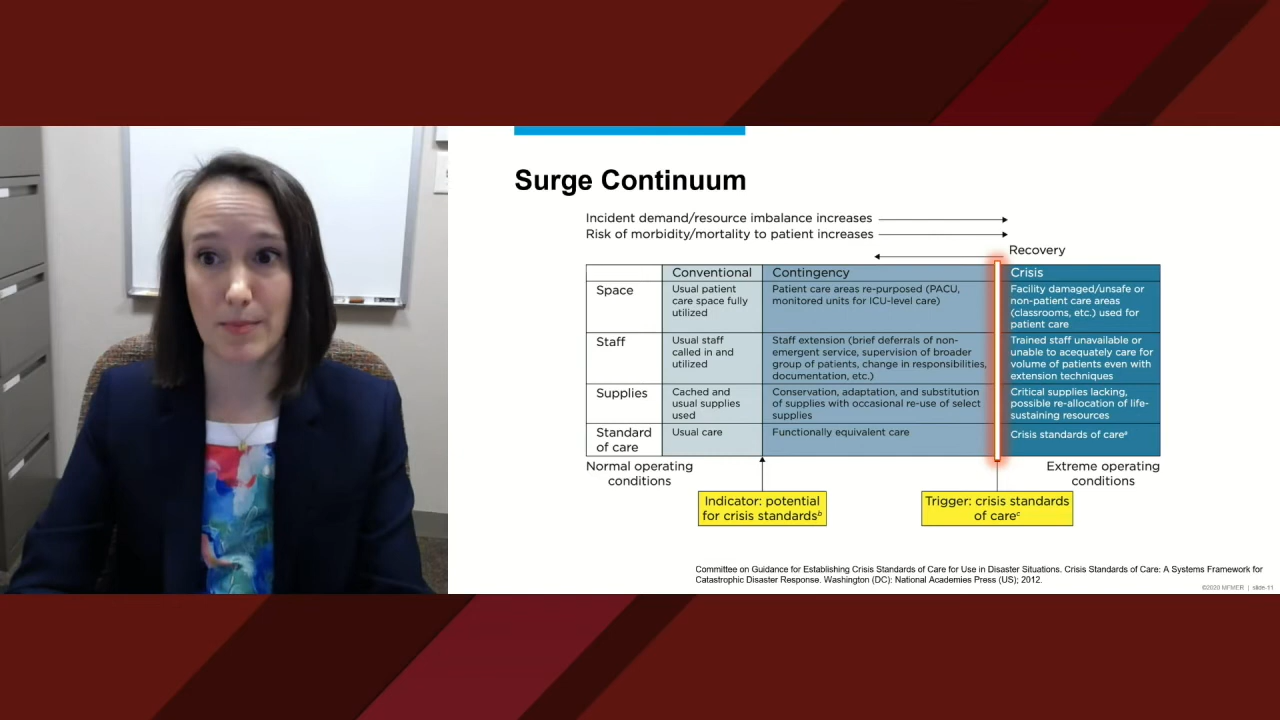 Surge Continuum
Incident demand/resource imbalance increases
Risk of morbidity/mortality to patient increases
Recovery
Conventional
Contingency
Crisis
Space
Usual patient
care space fully
utilized
Patient care areas re-purposed (PACU,
monitored units for ICU-level care)
Facility damaged/unsafe or
non-patient care areas
(classrooms, etc.) used for
patient care
Staff
Usual staff
called in and
utilized
Staff extension (brief deferrals of non-
emergent service, supervision of broader
group of patients, change in responsibilities,
documentation, etc.)
Trained staff unavailable or
unable to acequately care for
volume of patients even with
extension techniques
Supplies
Cached and
usual supplies
used
Conservation, adaptation, and substitution
of supplies with occasional re-use of select
supplies
Critical supplies lacking,
possible re-allocation of life-
sustaining resources
Standard
of care
Usual care
Functionally equivalent care
Crisis standards of careᵃ
Normal operating
conditions
Extreme operating
conditions
Indicator: potential
for crisis standardsᵇ
Trigger: crisis standards
of careᶜ
Committee on Guidance for Establishing Crisis Standards of Care for Use in Disaster Situations. Crisis Standards of Care: A Systems Framework for
Catastrophic Disaster Response. Washington (DC): National Academies Press (US); 2012.
©2020 MFMER | slide-11